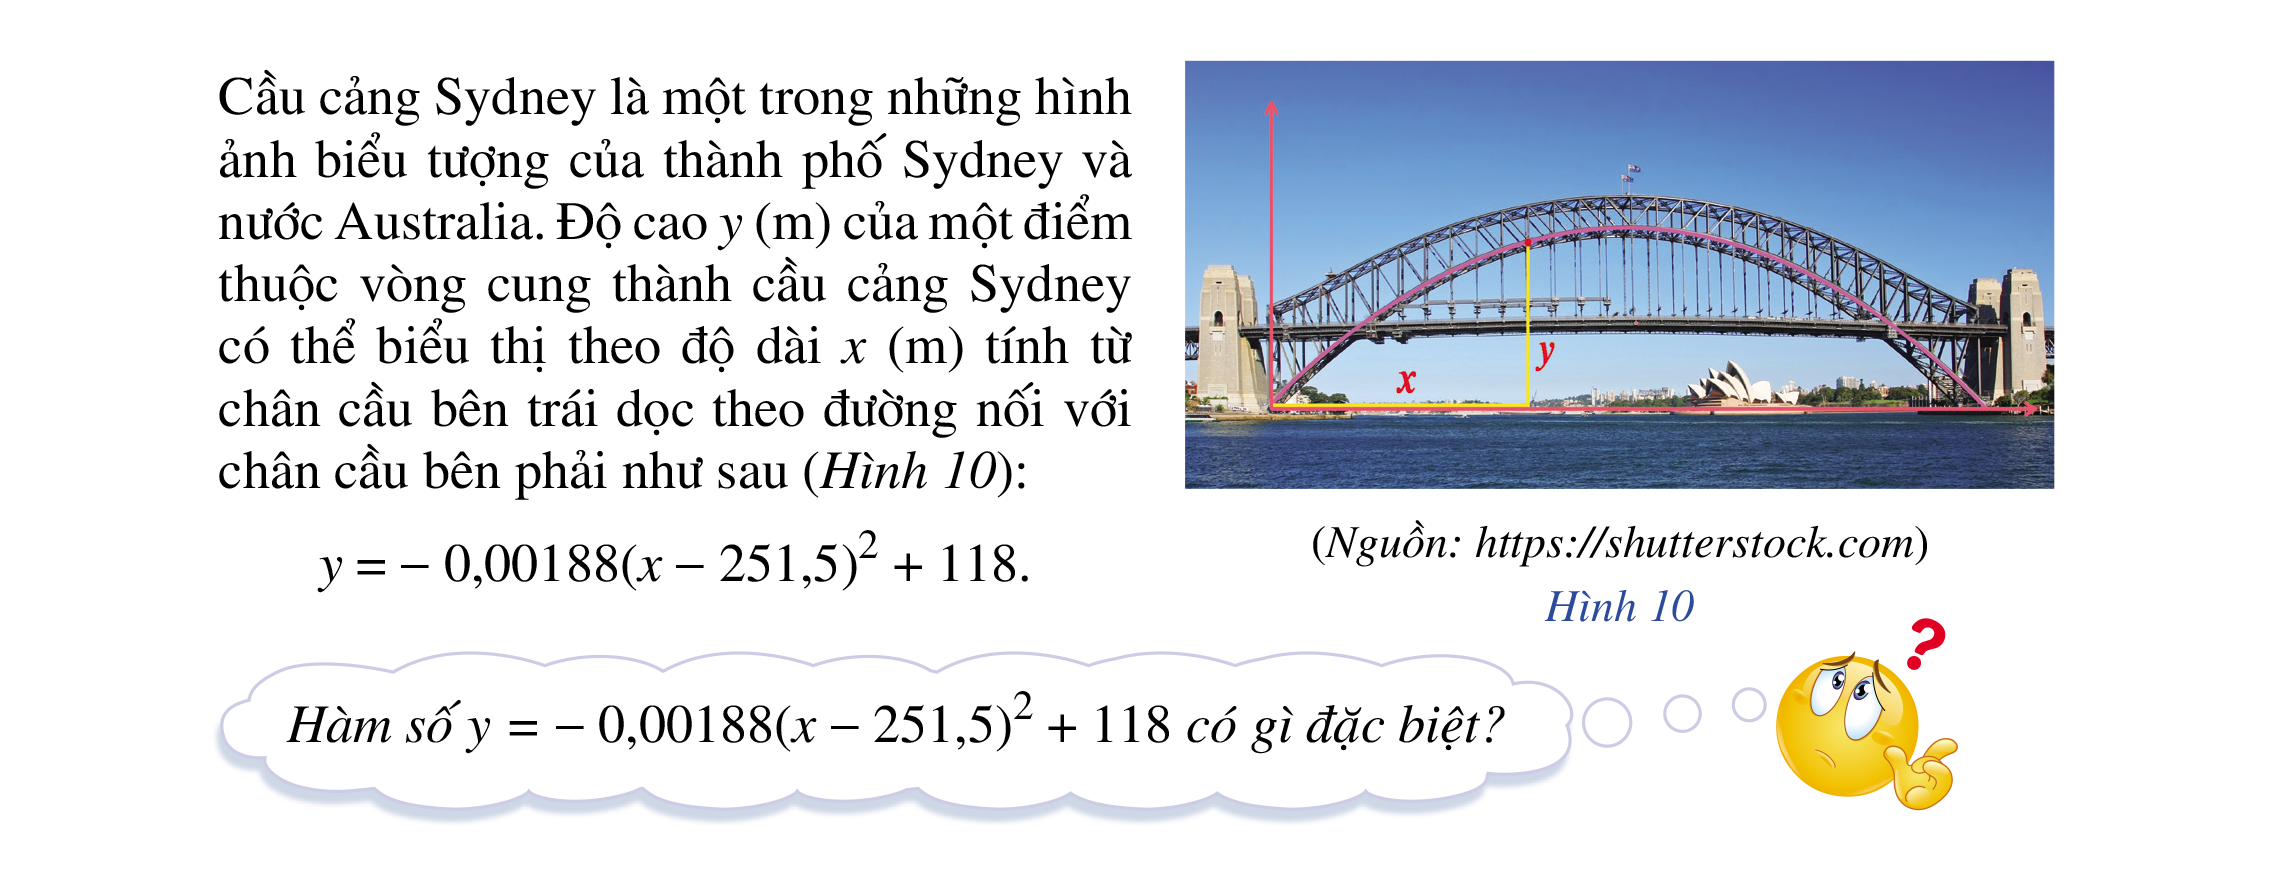 Cầu cảng Sydney là một trong những hình
ảnh biểu tượng của thành phố Sydney và
nước Australia. Độ cao y (m) của một điểm
thuộc vòng cung thành cầu cảng Sydney
có thể biểu thị theo độ dài x (m) tính từ
chân cầu bên trái dọc theo đường nối với
chân cầu bên phải như sau (Hình 10):
y = – 0,00188(x – 251,5)² + 118.
x
y
(Nguồn: https://shutterstock.com)
Hình 10
Hàm số y = – 0,00188(x – 251,5)² + 118 có gì đặc biệt?
?